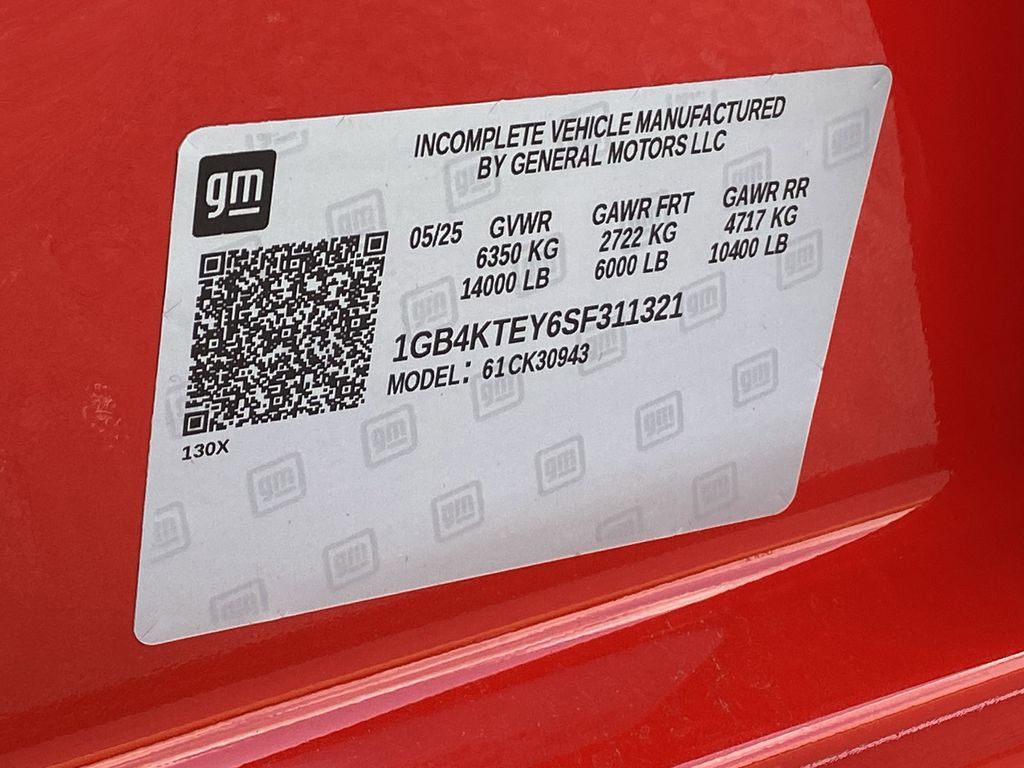 gm
INCOMPLETE VEHICLE MANUFACTURED
BY GENERAL MOTORS LLC
05/25 GVWR GAWR FRT GAWR RR
6350 KG 2722 KG 4717 KG
14000 LB 6000 LB 10400 LB
1GB4KTEY6SF311321
MODEL: 61CK30943
130X